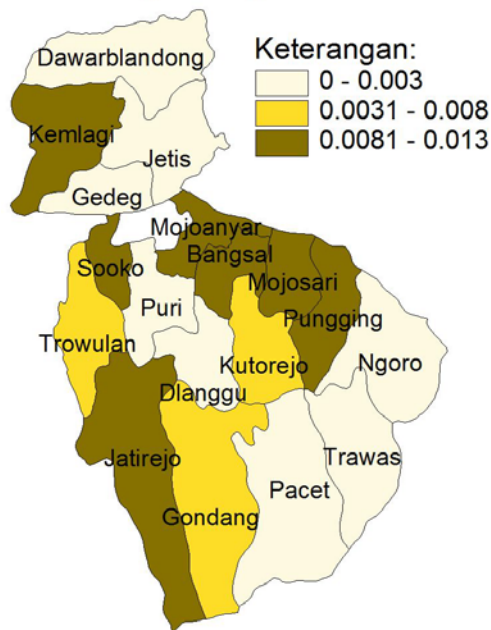 Keterangan:
0 - 0.003
0.0031 - 0.008
0.0081 - 0.013
Dawarblandong
Kemlagi
Jetis
Gedeg
Mojoanyar
Bangsal
Sooko
Mojosari
Puri
Pungging
Trowulan
Kutorejo
Ngoro
Dlanggu
Jatirejo
Trawas
Pacet
Gondang